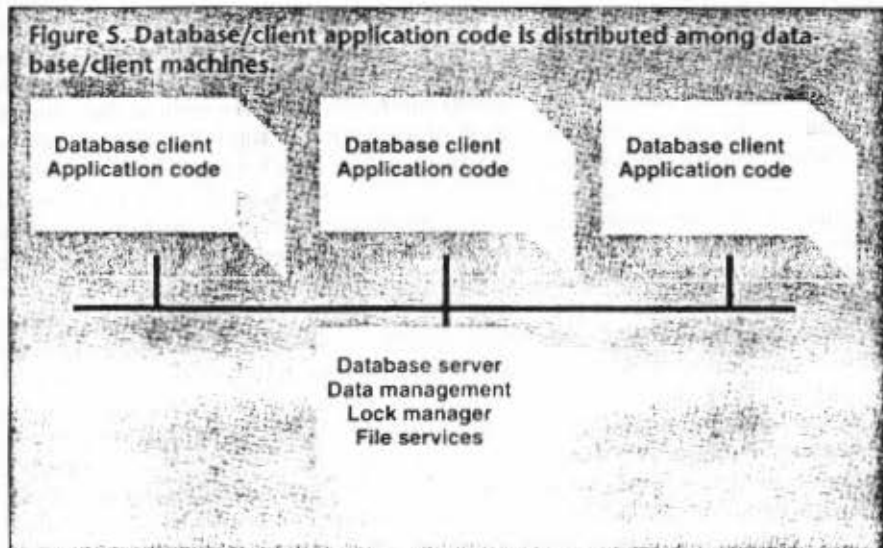 Figure 5. Database/client application code is distributed among data-
base/client machines.
Database client
Application code
Database client
Application code
Database client
Application code
Database server
Data management
Lock manager
File services